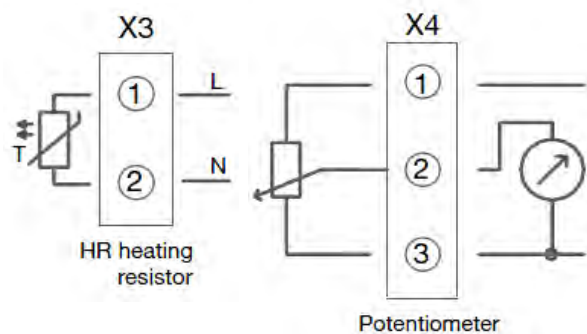 X3
1
L
T
2
N
HR heating
resistor
X4
1
2
3
Potentiometer